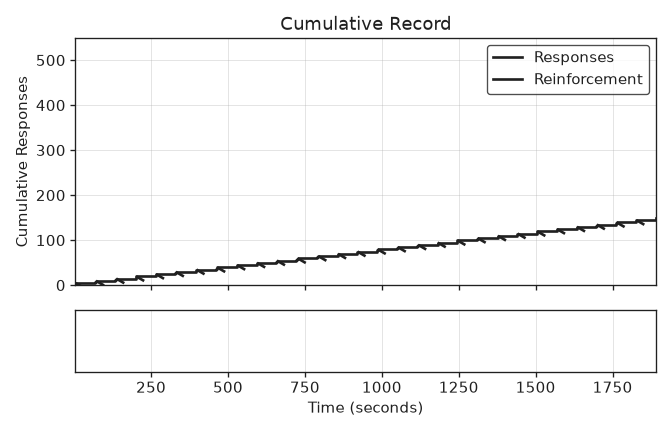 Cumulative Record
Responses
Reinforcement
Cumulative Responses
500
400
300
200
100
0
250 500 750 1000 1250 1500 1750
Time (seconds)